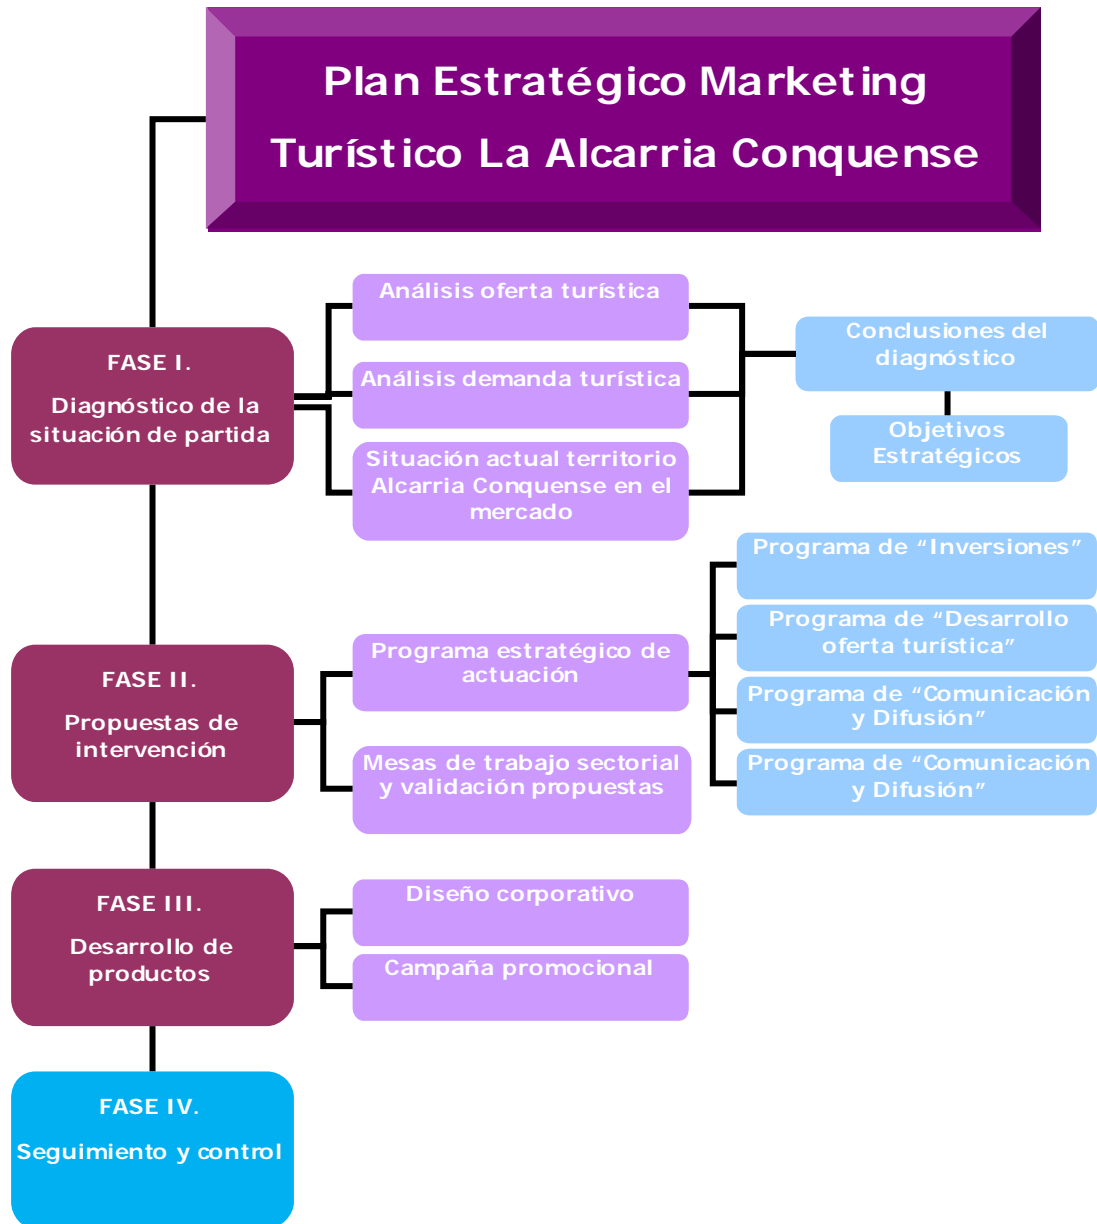 Plan Estratégico Marketing
Turístico La Alcarria Conquense
FASE I.
Diagnóstico de la
situación de partida
Análisis oferta turística
Análisis demanda turística
Situación actual territorio
Alcarria Conquense en el
mercado
Conclusiones del
diagnóstico
Objetivos
Estratégicos
FASE II.
Propuestas de
intervención
Programa estratégico de
actuación
Mesas de trabajo sectorial
y validación propuestas
Programa de “Inversiones”
Programa de “Desarrollo
oferta turística”
Programa de “Comunicación
y Difusión”
Programa de “Comunicación
y Difusión”
FASE III.
Desarrollo de
productos
Diseño corporativo
Campaña promocional
FASE IV.
Seguimiento y control